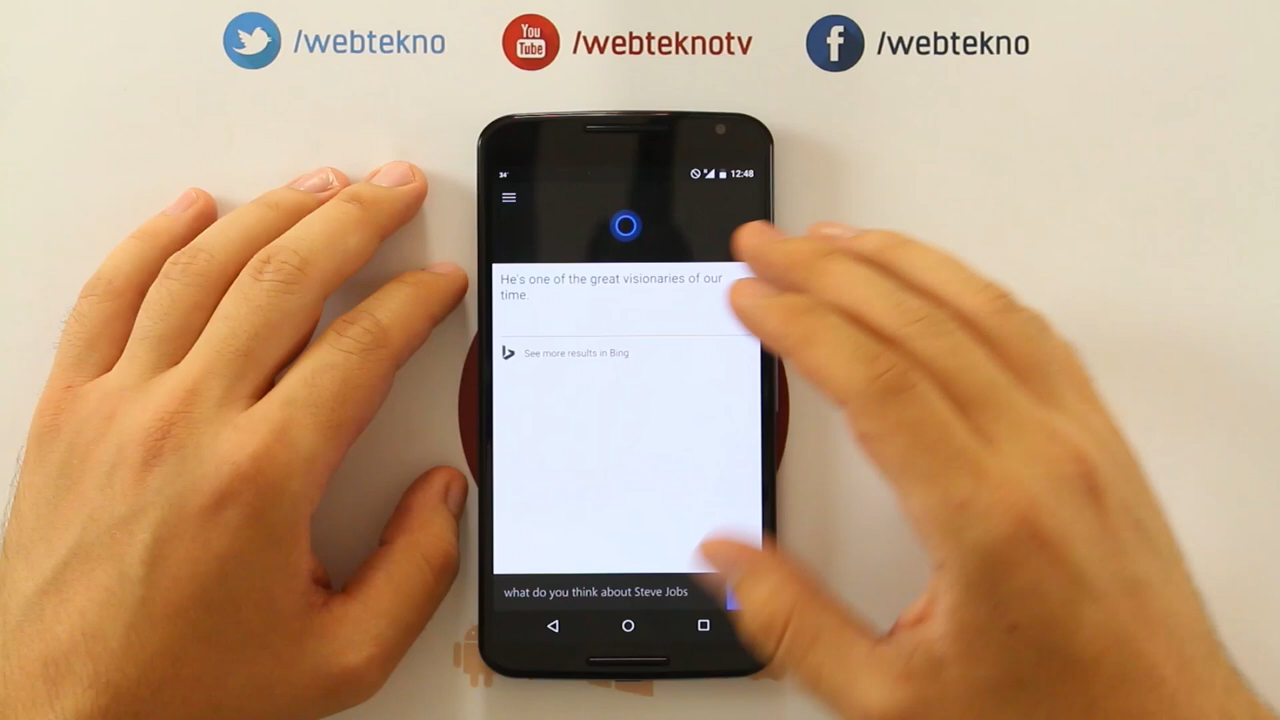 /webtekno
You
Tube
/webteknotv
f
/webtekno
34°
12:48
He's one of the great visionaries of our
time.
See more results in Bing
what do you think about Steve Jobs